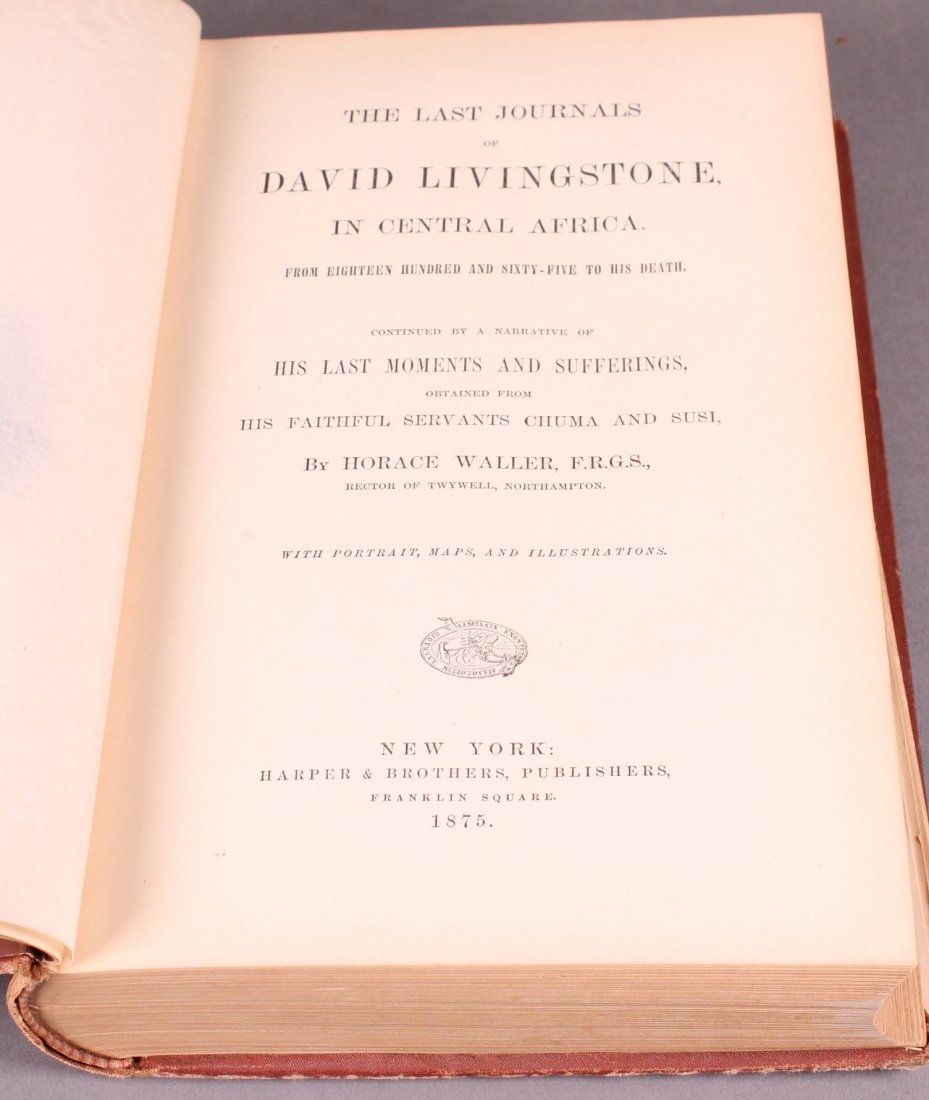 THE LAST JOURNALS
OF
DAVID LIVINGSTONE,
IN CENTRAL AFRICA.
FROM EIGHTEEN HUNDRED AND SIXTY-FIVE TO HIS DEATH.
CONTINUED BY A NARRATIVE OF
HIS LAST MOMENTS AND SUFFERINGS,
OBTAINED FROM
HIS FAITHFUL SERVANTS CHUMA AND SUSI,
BY HORACE WALLER, F.R.G.S.,
RECTOR OF TWYWELL, NORTHAMPTON.
WITH PORTRAIT, MAPS, AND ILLUSTRATIONS.
NEW YORK:
HARPER & BROTHERS, PUBLISHERS,
FRANKLIN SQUARE.
1875.